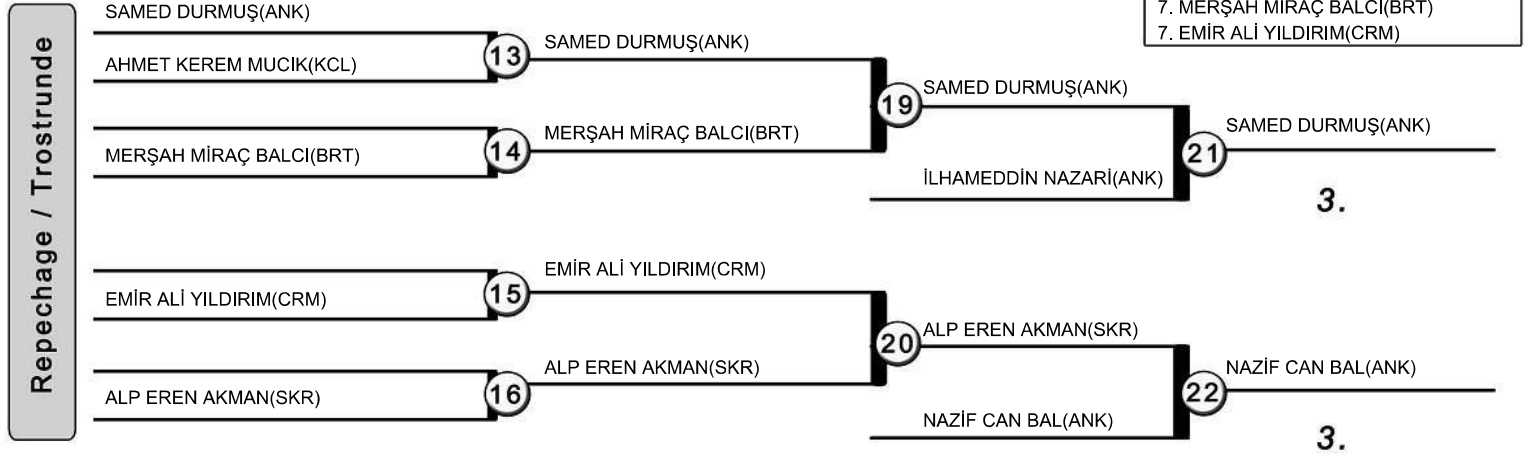 SAMED DURMUŞ(ANK)
7. MERŞAH MİRAÇ BALCI(BRT)
7. EMİR ALİ YILDIRIM(CRM)
Repechage / Trostrunde
AHMET KEREM MUCIK(KCL)
13
SAMED DURMUŞ(ANK)
19
SAMED DURMUŞ(ANK)
MERŞAH MİRAÇ BALCI(BRT)
14
MERŞAH MİRAÇ BALCI(BRT)
21
SAMED DURMUŞ(ANK)
İLHAMEDDİN NAZARİ(ANK)
3.
EMİR ALİ YILDIRIM(CRM)
15
EMİR ALİ YILDIRIM(CRM)
20
ALP EREN AKMAN(SKR)
ALP EREN AKMAN(SKR)
16
ALP EREN AKMAN(SKR)
22
NAZİF CAN BAL(ANK)
NAZİF CAN BAL(ANK)
3.